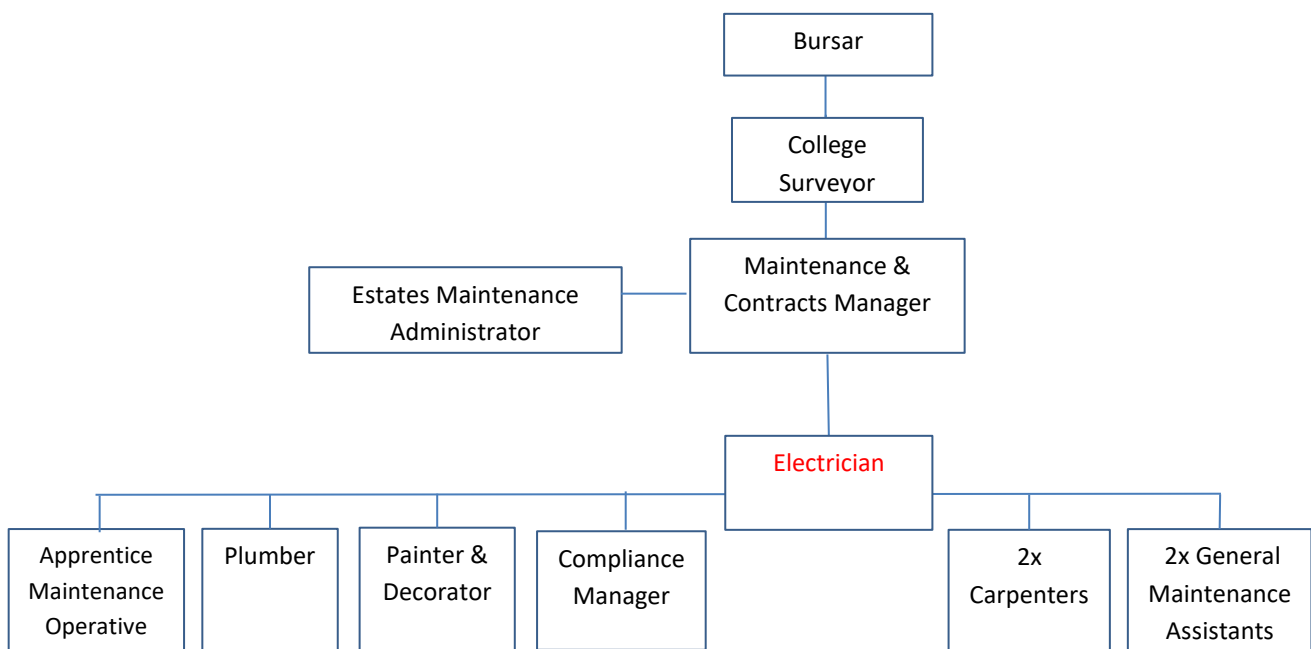 Bursar
College
Surveyor
Maintenance &
Contracts Manager
Estates Maintenance
Administrator
Electrician
Apprentice
Maintenance
Operative
Plumber
Painter &
Decorator
Compliance
Manager
2x
Carpenters
2x General
Maintenance
Assistants